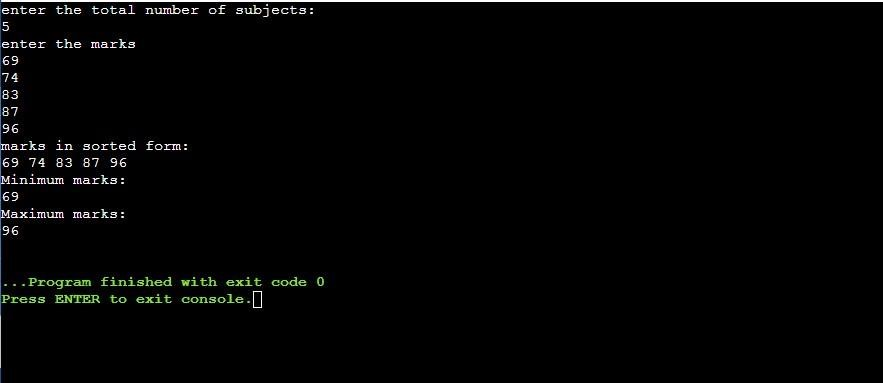 enter the total number of subjects:
5
enter the marks
69
74
83
87
96
marks in sorted form:
69 74 83 87 96
Minimum marks:
69
Maximum marks:
96
...Program finished with exit code 0
Press ENTER to exit console.